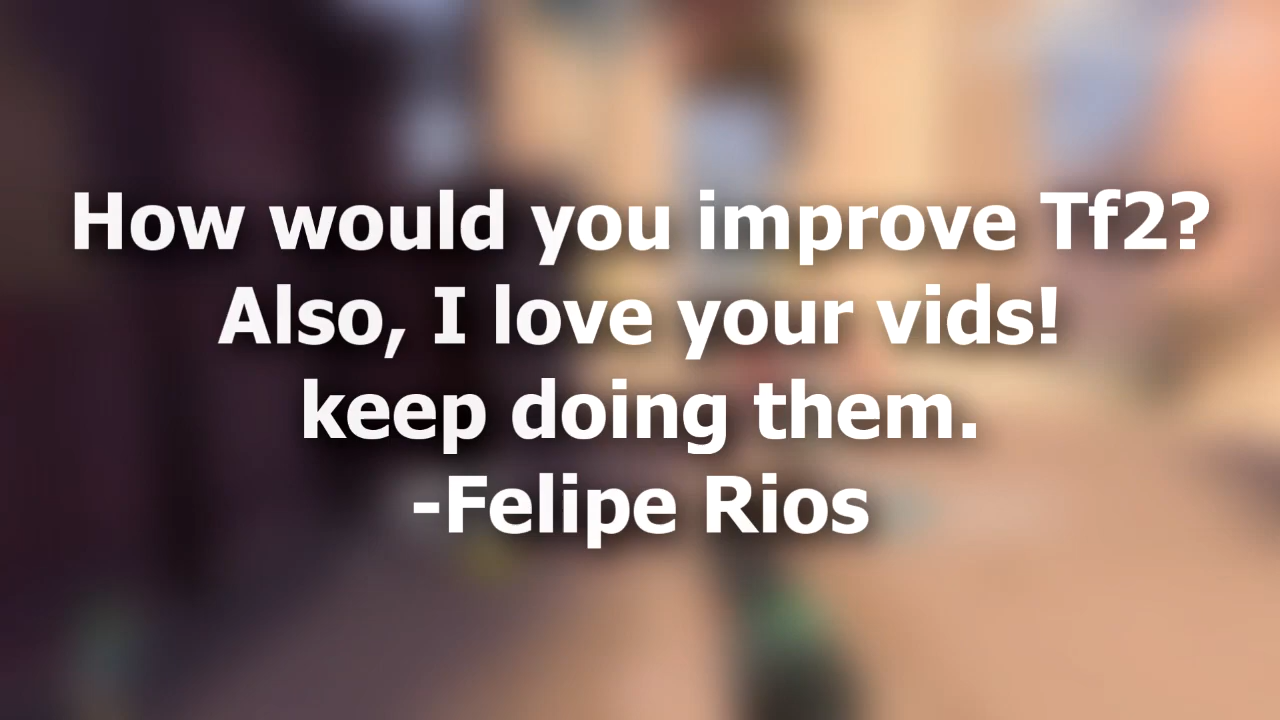 How would you improve Tf2?
Also, I love your vids!
keep doing them.
-Felipe Rios